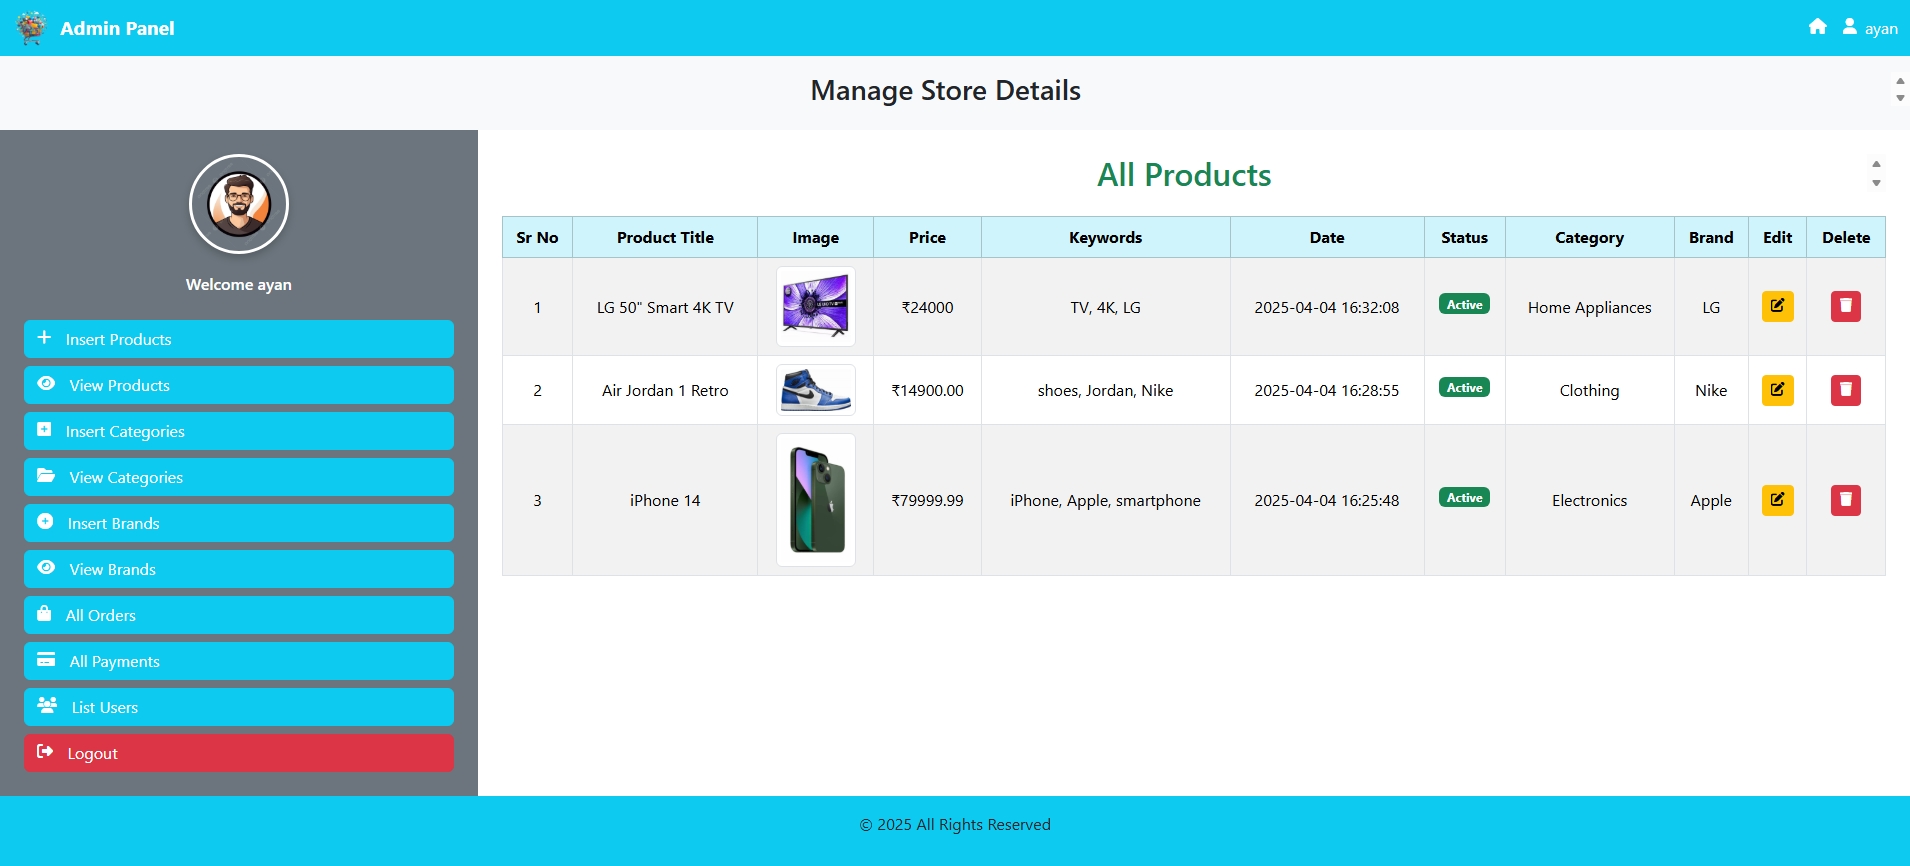 Admin Panel
ayan
Manage Store Details
Welcome ayan
Insert Products
View Products
Insert Categories
View Categories
Insert Brands
View Brands
All Orders
All Payments
List Users
Logout
All Products
Sr No Product Title Image Price Keywords Date Status Category Brand Edit Delete
1 LG 50" Smart 4K TV ₹24000 TV, 4K, LG 2025-04-04 16:32:08 Active Home Appliances LG
2 Air Jordan 1 Retro ₹14900.00 shoes, Jordan, Nike 2025-04-04 16:28:55 Active Clothing Nike
3 iPhone 14 ₹79999.99 iPhone, Apple, smartphone 2025-04-04 16:25:48 Active Electronics Apple
© 2025 All Rights Reserved